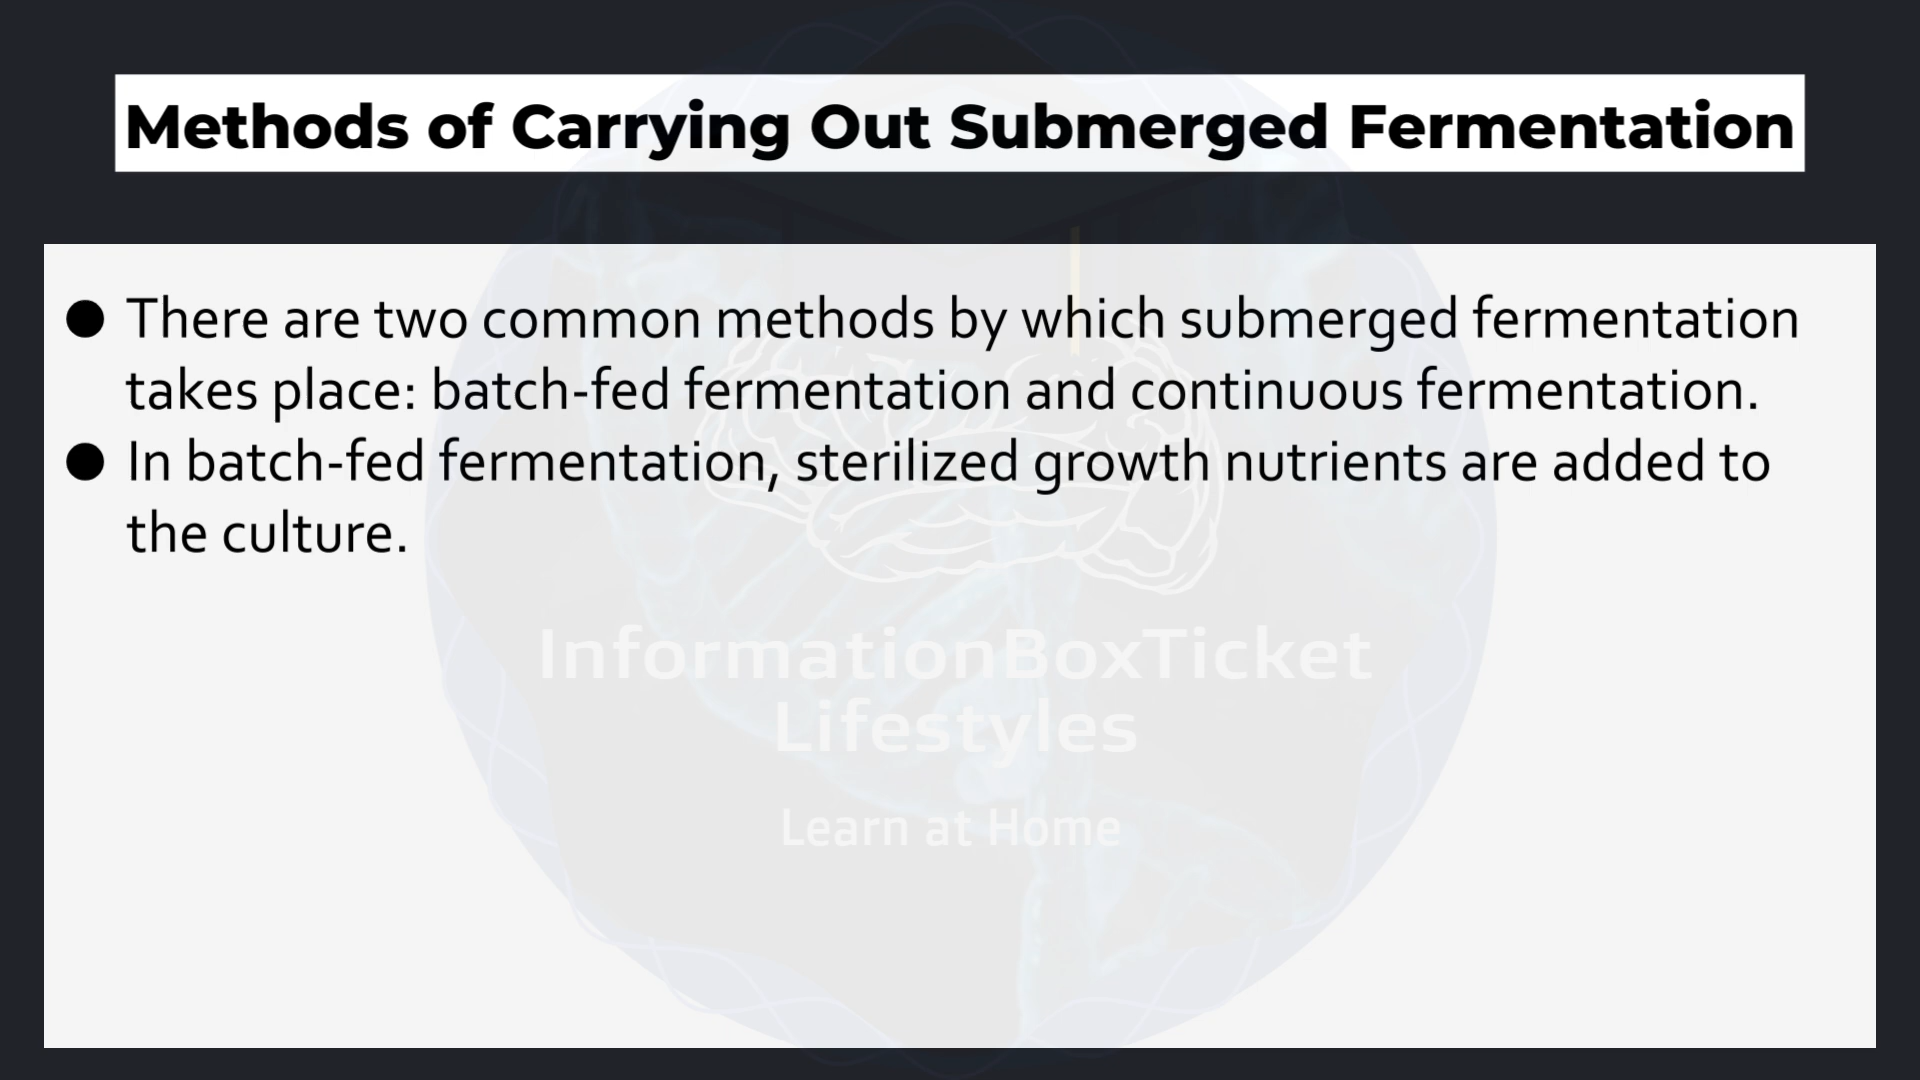 Methods of Carrying Out Submerged Fermentation
● There are two common methods by which submerged fermentation
takes place: batch-fed fermentation and continuous fermentation.
● In batch-fed fermentation, sterilized growth nutrients are added to
the culture.
InformationBoxTicket
Lifestyles
Learn at Home